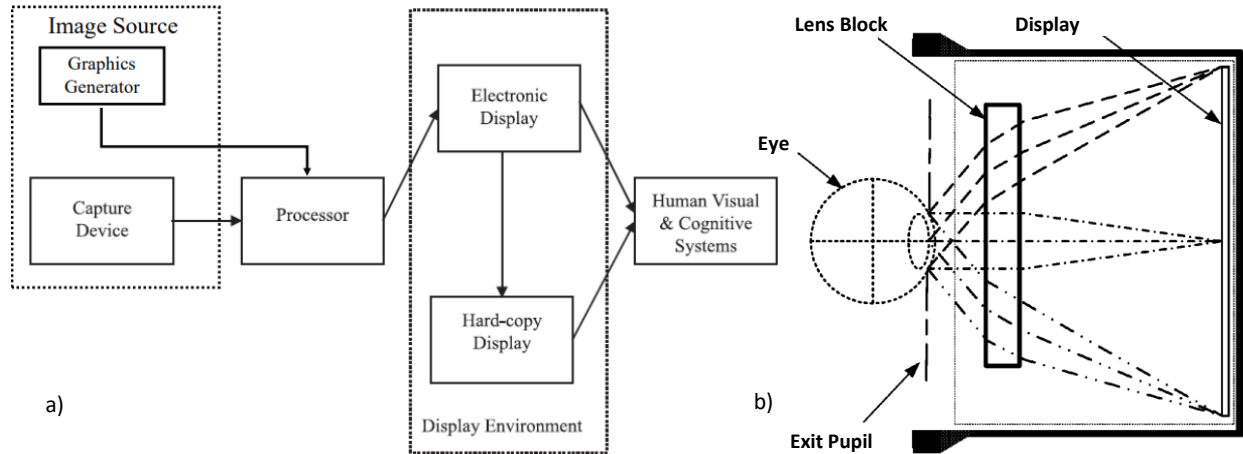 Image Source
Graphics
Generator
Capture
Device
Processor
Electronic
Display
Hard-copy
Display
Display Environment
Human Visual
& Cognitive
Systems
a)
Lens Block
Display
Eye
Exit Pupil
b)